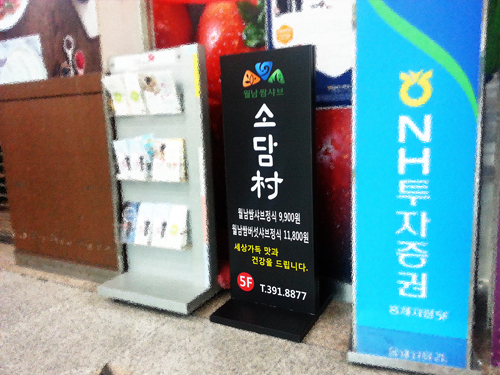 월남쌈샤브
소담村
월남쌈샤브정식 9,900원
월남쌈버섯샤브정식 11,800원
세상가득 맛과
건강을 드립니다.
5F
T.391.8877
NH투자증권
5F